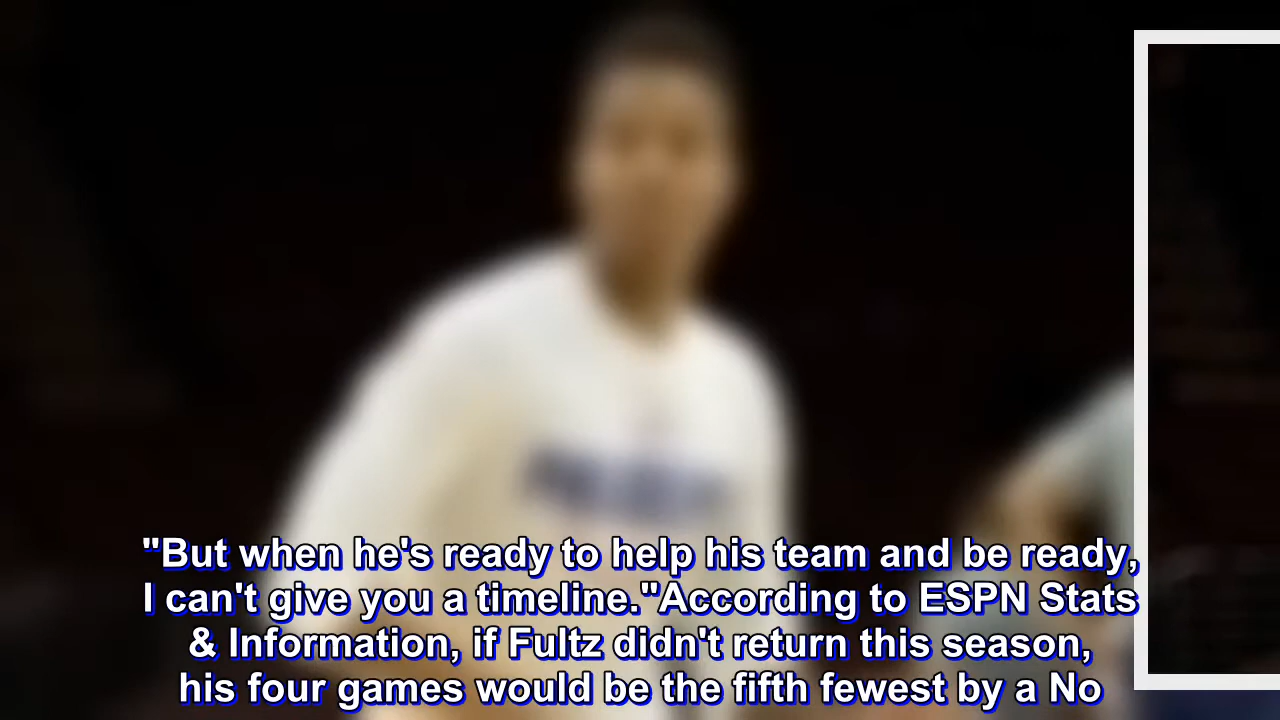 "But when he's ready to help his team and be ready,
I can't give you a timeline."According to ESPN Stats
& Information, if Fultz didn't return this season,
his four games would be the fifth fewest by a No